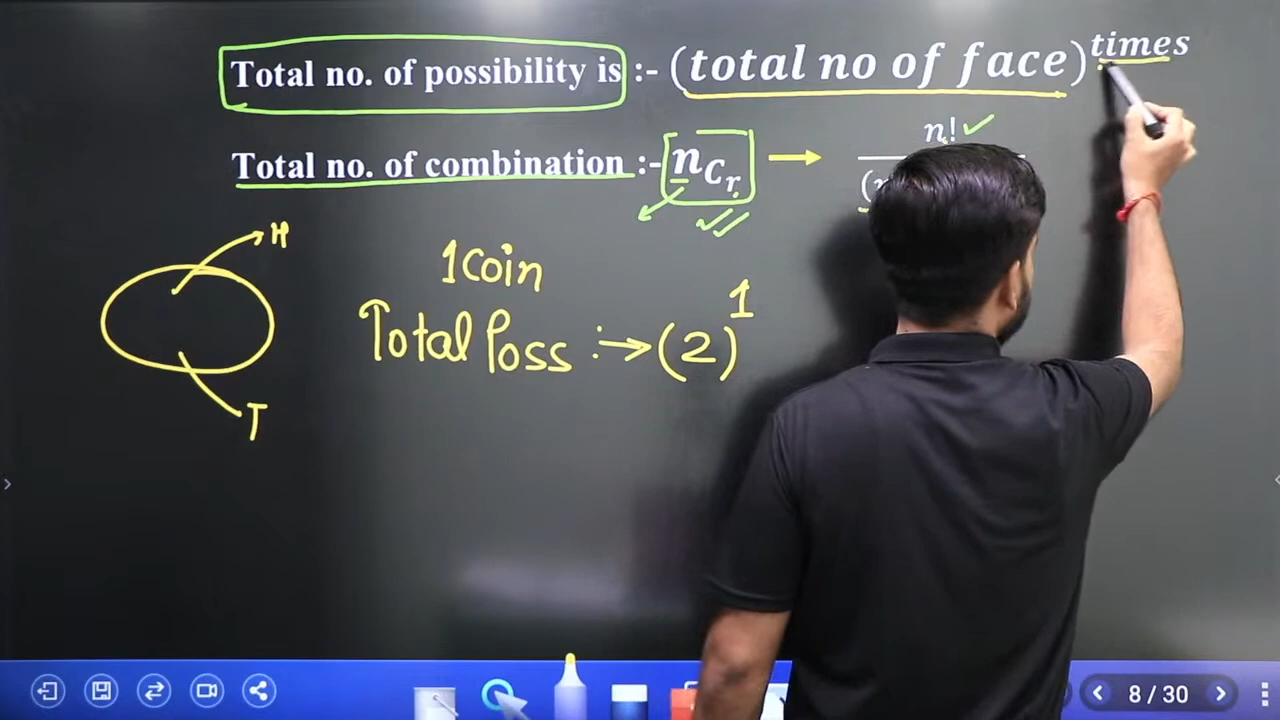 Total no. of possibility is :- (total no of face)^times
Total no. of combination :- nCr → n!
(
H
1 Coin
Total Poss :→ (2)^1
T
8 / 30